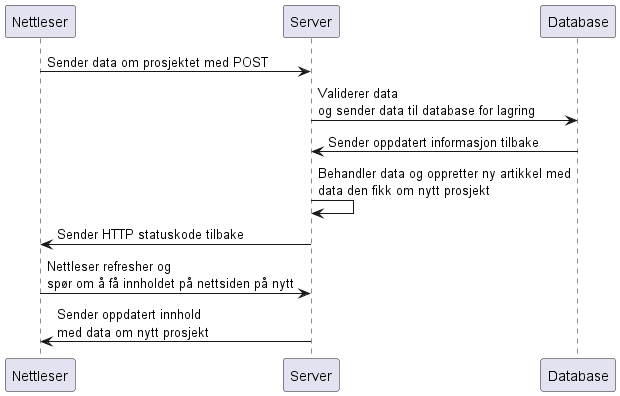 Nettleser
Server
Database
Sender data om prosjektet med POST
Validerer data
og sender data til database for lagring
Sender oppdatert informasjon tilbake
Behandler data og oppretter ny artikkel med
data den fikk om nytt prosjekt
Sender HTTP statuskode tilbake
Nettleser refresher og
spør om å få innholdet på nettsiden på nytt
Sender oppdatert innhold
med data om nytt prosjekt
Nettleser
Server
Database